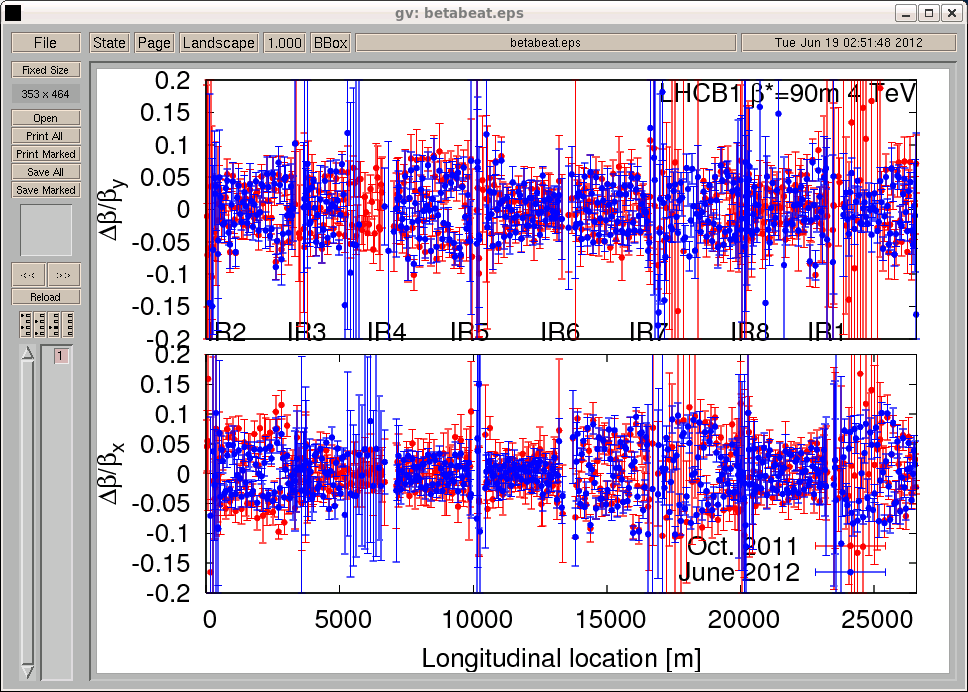 gv: betabeat.eps
File State Page Landscape 1.000 BBox betabeat.eps Tue Jun 19 02:51:48 2012
Fixed Size
353 x 464
Open
Print All
Print Marked
Save All
Save Marked
<< >>
Reload
1
LHCB1 β*=90m 4 TeV
Δβ/βy
0.2
0.15
0.1
0.05
0
-0.05
-0.1
-0.15
-0.2
IR2 IR3 IR4 IR5 IR6 IR7 IR8 IR1
Δβ/βx
0.2
0.15
0.1
0.05
0
-0.05
-0.1
-0.15
-0.2
Oct. 2011
June 2012
0 5000 10000 15000 20000 25000
Longitudinal location [m]